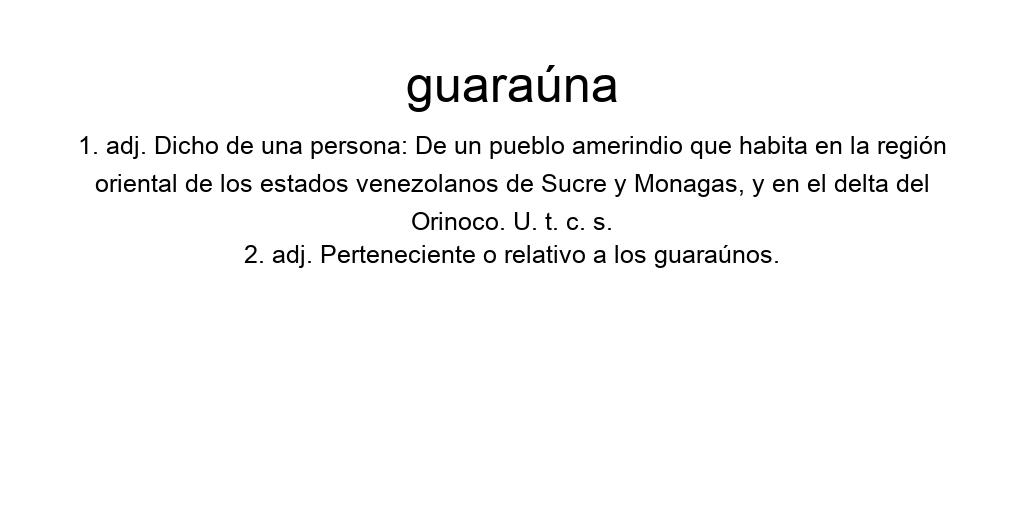 guaraúna
1. adj. Dicho de una persona: De un pueblo amerindio que habita en la región
oriental de los estados venezolanos de Sucre y Monagas, y en el delta del
Orinoco. U. t. c. s.
2. adj. Perteneciente o relativo a los guaraúnos.